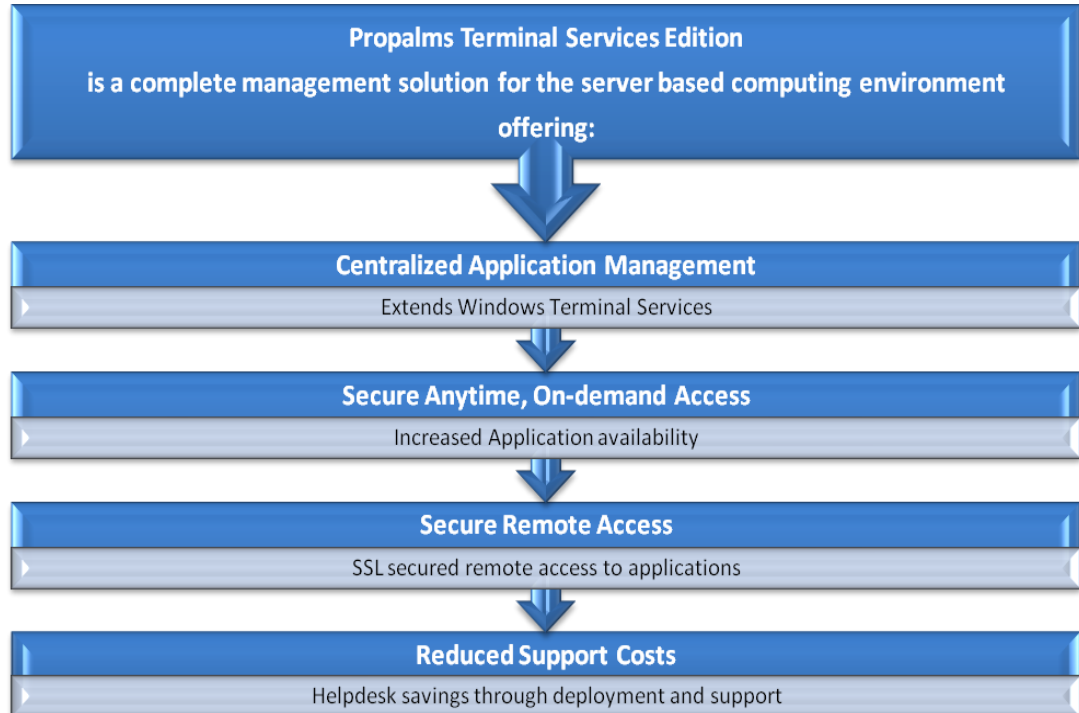 Propalms Terminal Services Edition
is a complete management solution for the server based computing environment
offering:
Centralized Application Management
Extends Windows Terminal Services
Secure Anytime, On-demand Access
Increased Application availability
Secure Remote Access
SSL secured remote access to applications
Reduced Support Costs
Helpdesk savings through deployment and support